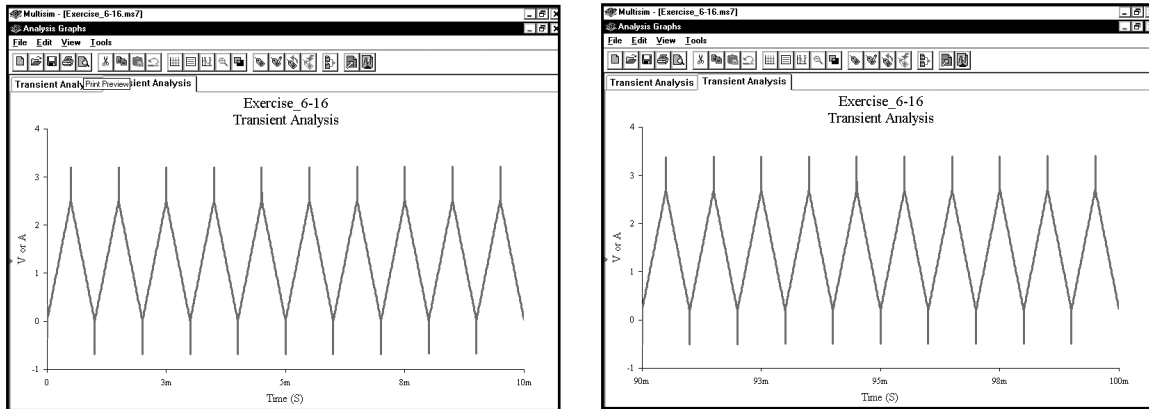 Multisim - [Exercise_6-16.ms7]
Analysis Graphs
File Edit View Tools
Transient Analy
Print Preview
sient Analysis
Exercise_6-16
Transient Analysis
4
3
2
1
0
-1
V or A
0
3m
5m
8m
10m
Time (S)
Multisim - [Exercise_6-16.ms7]
Analysis Graphs
File Edit View Tools
Transient Analysis
Transient Analysis
Exercise_6-16
Transient Analysis
4
3
2
1
0
-1
V or A
90m
93m
95m
98m
100m
Time (S)